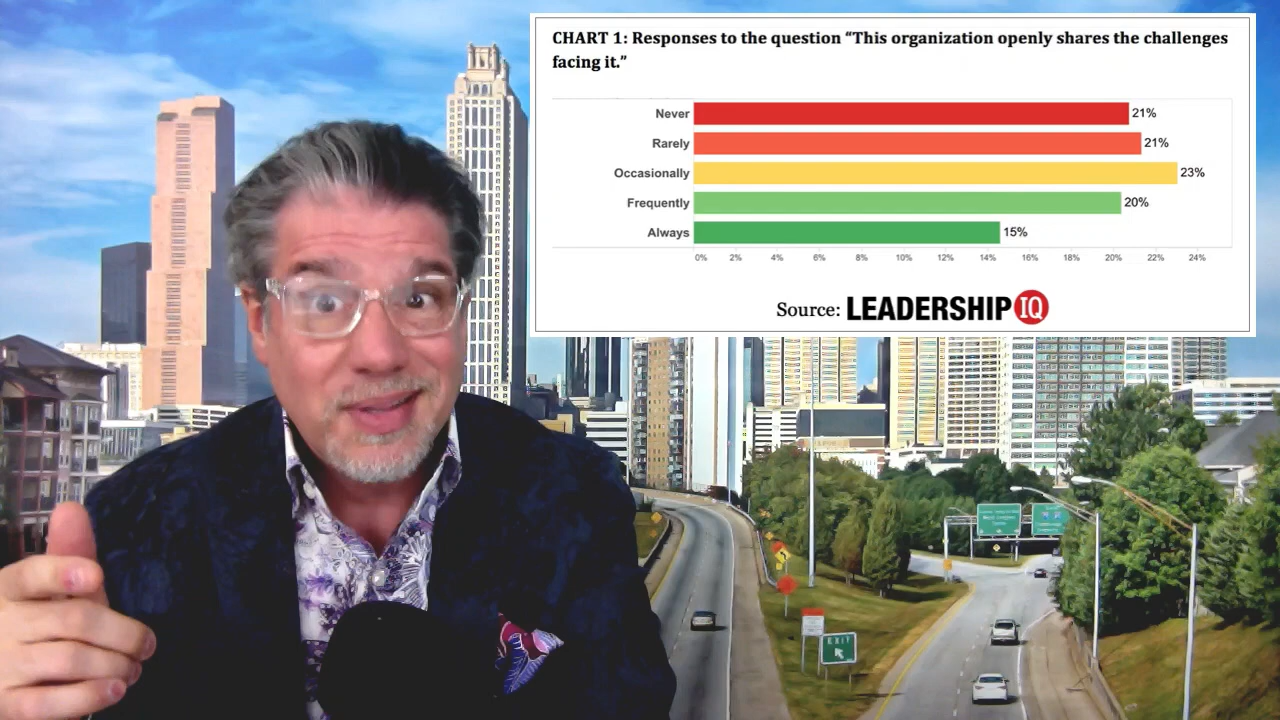 CHART 1: Responses to the question “This organization openly shares the challenges
facing it.”
Never 21%
Rarely 21%
Occasionally 23%
Frequently 20%
Always 15%
0% 2% 4% 6% 8% 10% 12% 14% 16% 18% 20% 22% 24%
Source: LEADERSHIP IQ
EXIT